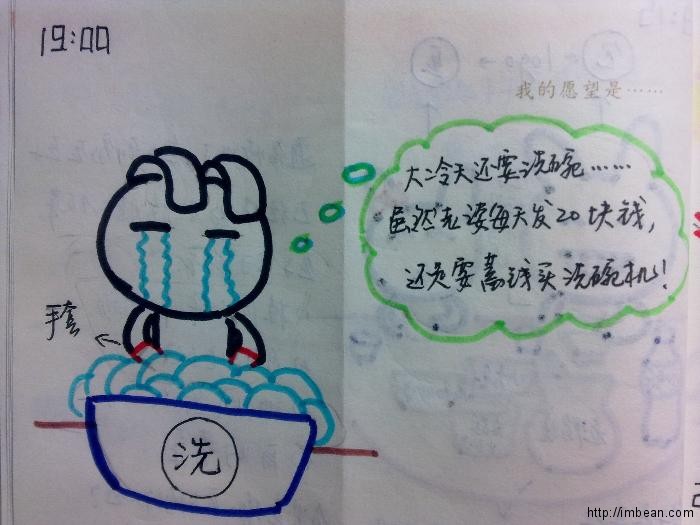 19:00
我的愿望是……
大冷天还要洗碗……
虽然老婆每天发20块钱，
还是要蓄钱买洗碗机！
手套
洗
http://imbean.com